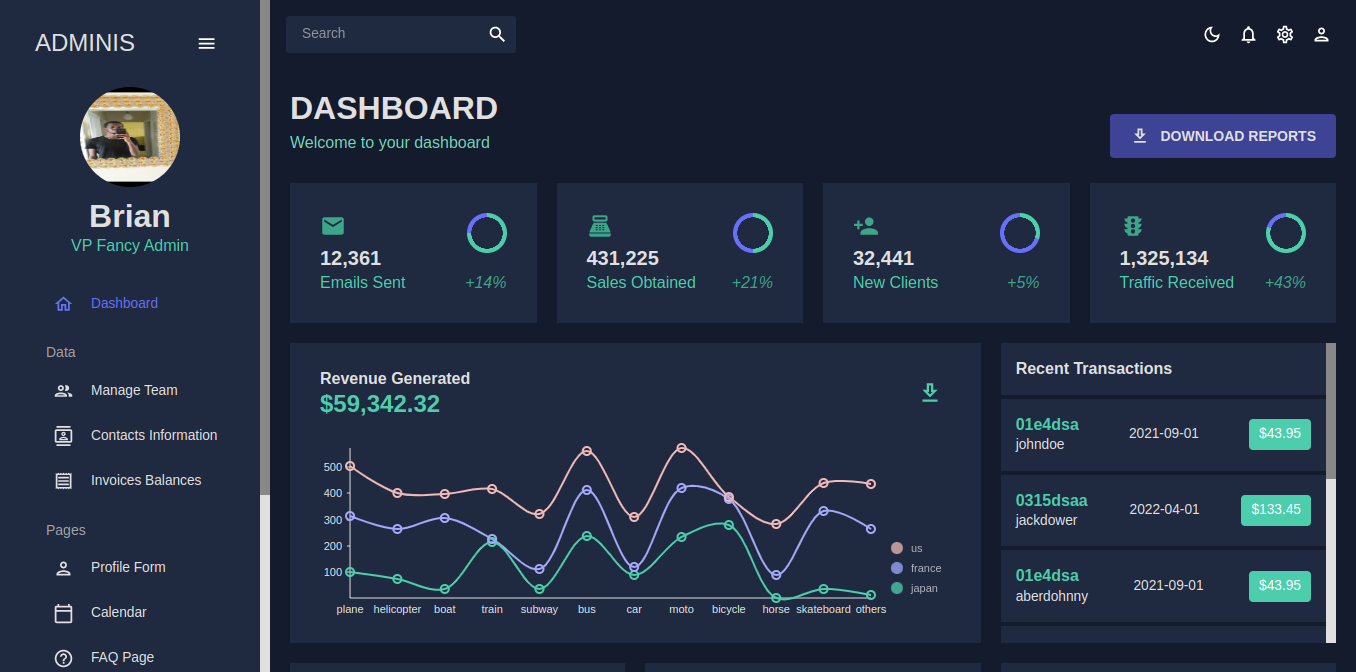 ADMINIS
Search
Brian
VP Fancy Admin
Dashboard
Data
Manage Team
Contacts Information
Invoices Balances
Pages
Profile Form
Calendar
FAQ Page
DASHBOARD
Welcome to your dashboard
DOWNLOAD REPORTS
12,361
Emails Sent +14%
431,225
Sales Obtained +21%
32,441
New Clients +5%
1,325,134
Traffic Received +43%
Revenue Generated
$59,342.32
500
400
300
200
100
plane helicopter boat train subway bus car moto bicycle horse skateboard others
us
france
japan
Recent Transactions
01e4dsa
johndoe
2021-09-01
$43.95
0315dsaa
jackdower
2022-04-01
$133.45
01e4dsa
aberdohnny
2021-09-01
$43.95